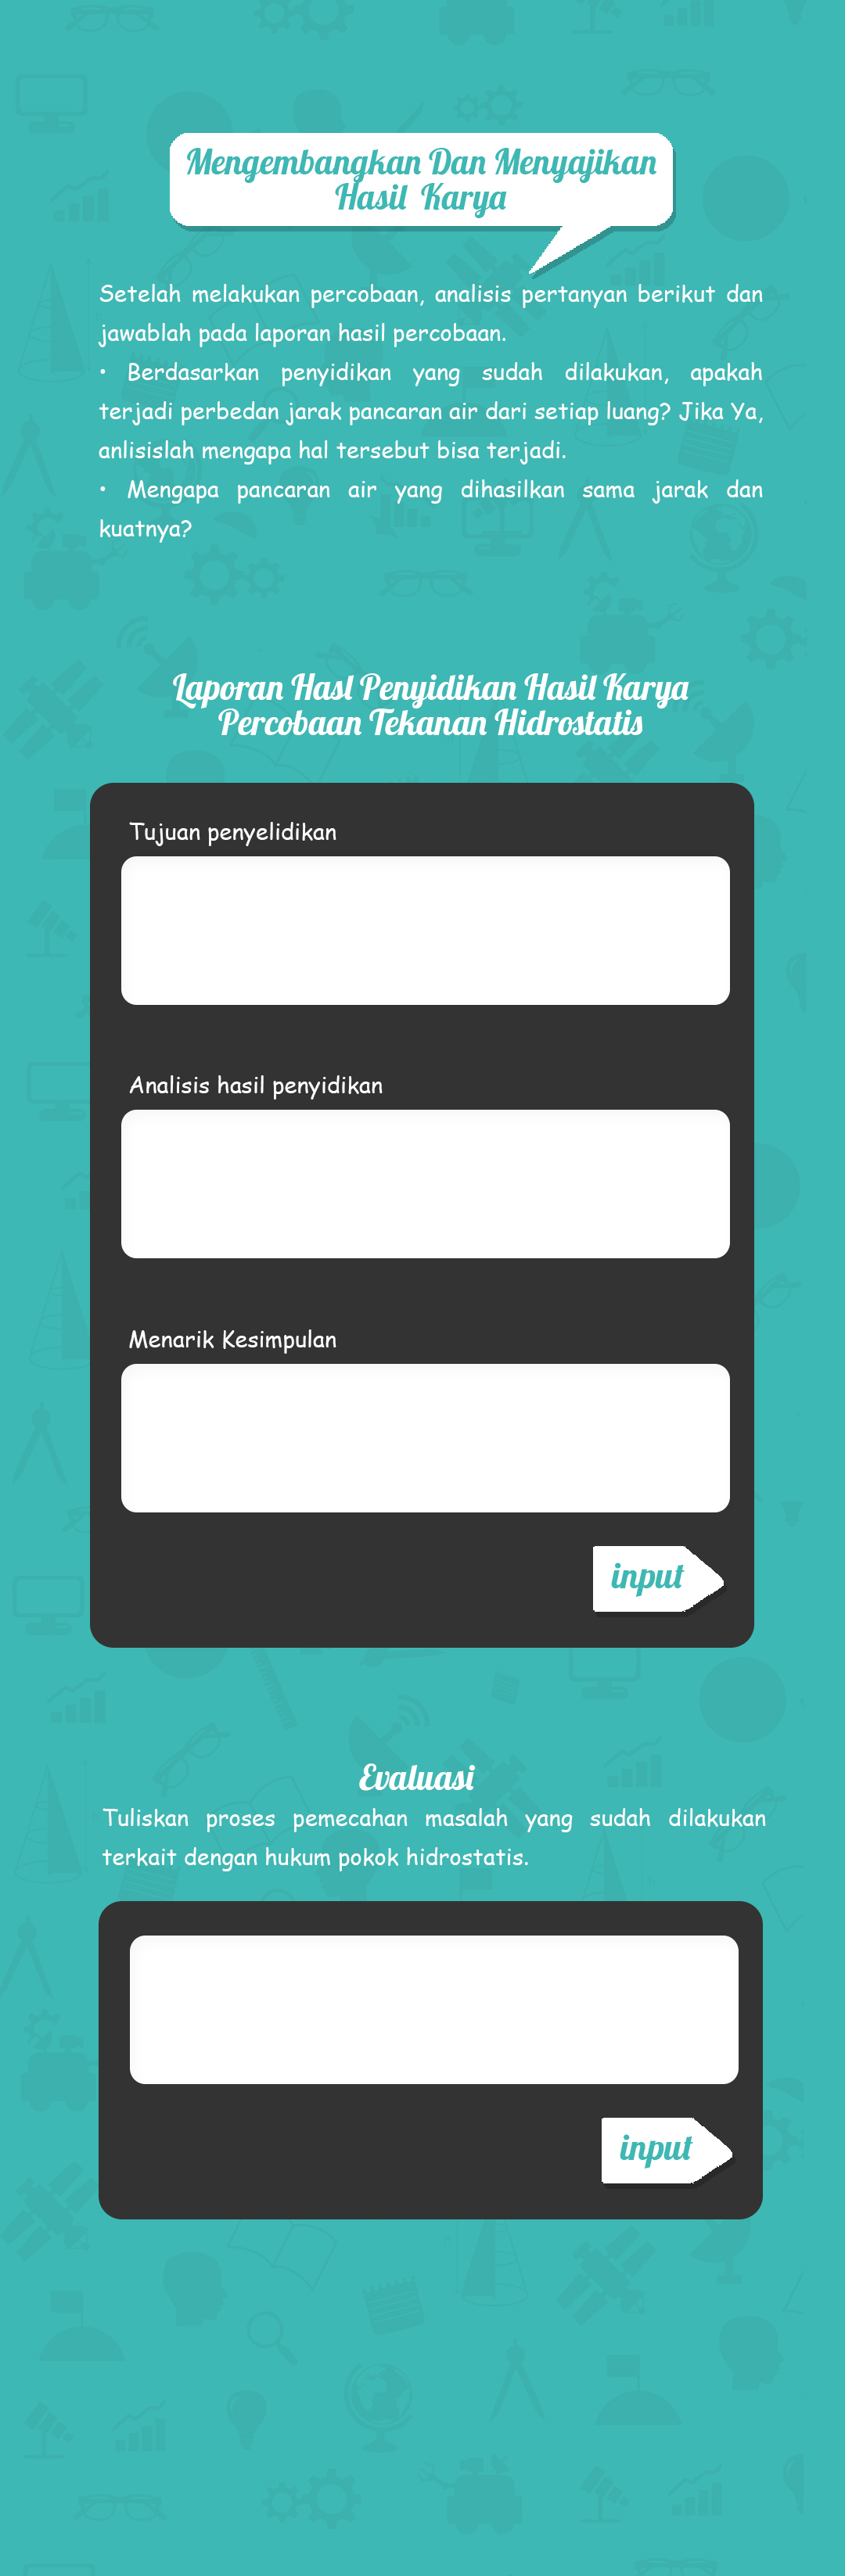 Mengembangkan Dan Menyajikan
Hasil Karya
Setelah melakukan percobaan, analisis pertanyan berikut dan
jawablah pada laporan hasil percobaan.
• Berdasarkan penyidikan yang sudah dilakukan, apakah
terjadi perbedan jarak pancaran air dari setiap luang? Jika Ya,
anlisislah mengapa hal tersebut bisa terjadi.
• Mengapa pancaran air yang dihasilkan sama jarak dan
kuatnya?
Laporan Hasl Penyidikan Hasil Karya
Percobaan Tekanan Hidrostatis
Tujuan penyelidikan
Analisis hasil penyidikan
Menarik Kesimpulan
input
Evaluasi
Tuliskan proses pemecahan masalah yang sudah dilakukan
terkait dengan hukum pokok hidrostatis.
input